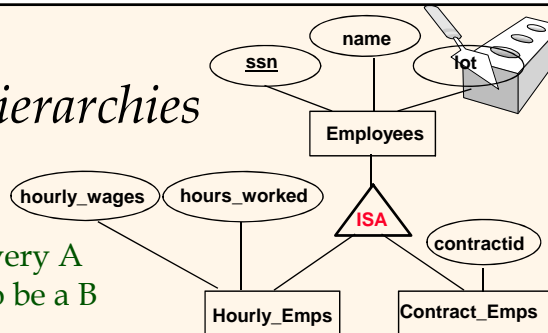 name
ssn
lot
ierarchies
Employees
hourly_wages
hours_worked
ISA
contractid
very A
o be a B
Hourly_Emps
Contract_Emps